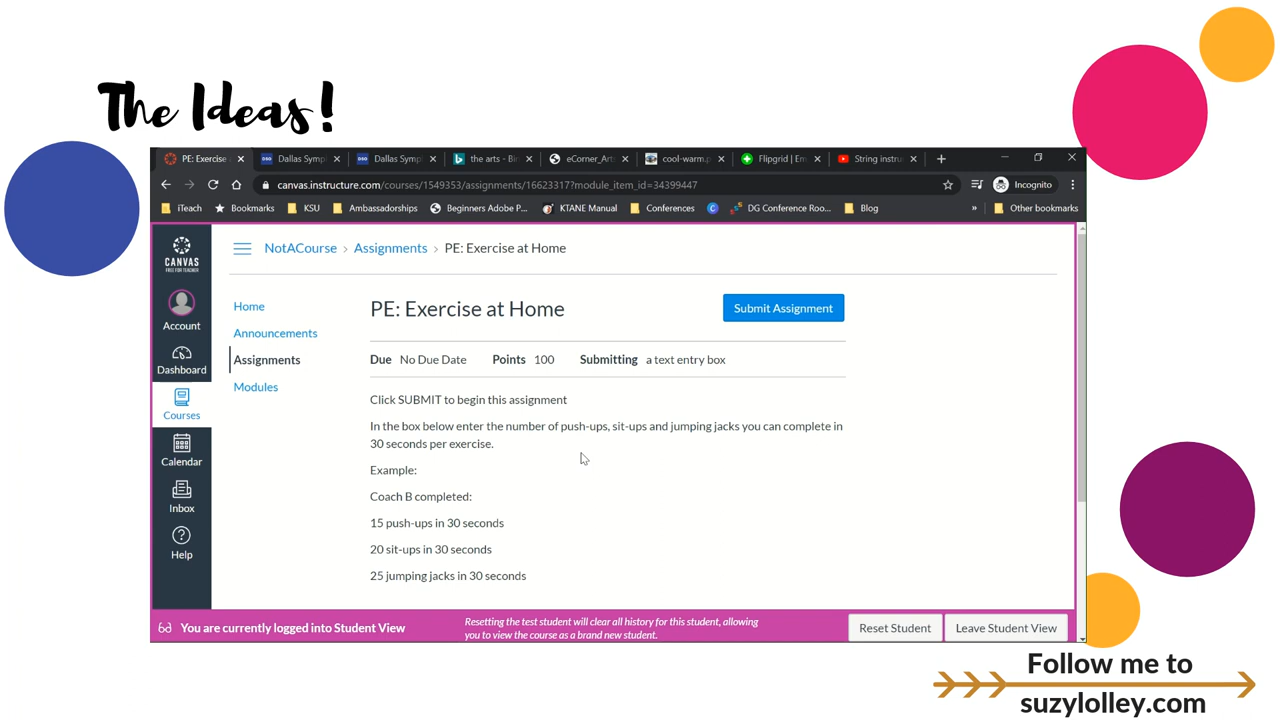 The Ideas!
PE: Exercise
Dallas Symp
Dallas Symp
the arts - Bin
eCorner_Arts
cool-warm.p
Flipgrid | Em
String instru
canvas.instructure.com/courses/1549353/assignments/16623317?module_item_id=34399447
Incognito
iTeach
Bookmarks
KSU
Ambassadorships
Beginners Adobe P...
KTANE Manual
Conferences
DG Conference Roo...
Blog
»
Other bookmarks
CANVAS
FREE FOR TEACHER
Account
Dashboard
Courses
Calendar
Inbox
Help
NotACourse > Assignments > PE: Exercise at Home
Home
Announcements
Assignments
Modules
PE: Exercise at Home
Submit Assignment
Due No Due Date Points 100 Submitting a text entry box
Click SUBMIT to begin this assignment
In the box below enter the number of push-ups, sit-ups and jumping jacks you can complete in
30 seconds per exercise.
Example:
Coach B completed:
15 push-ups in 30 seconds
20 sit-ups in 30 seconds
25 jumping jacks in 30 seconds
You are currently logged into Student View
Resetting the test student will clear all history for this student, allowing
you to view the course as a brand new student.
Reset Student
Leave Student View
Follow me to
suzylolley.com